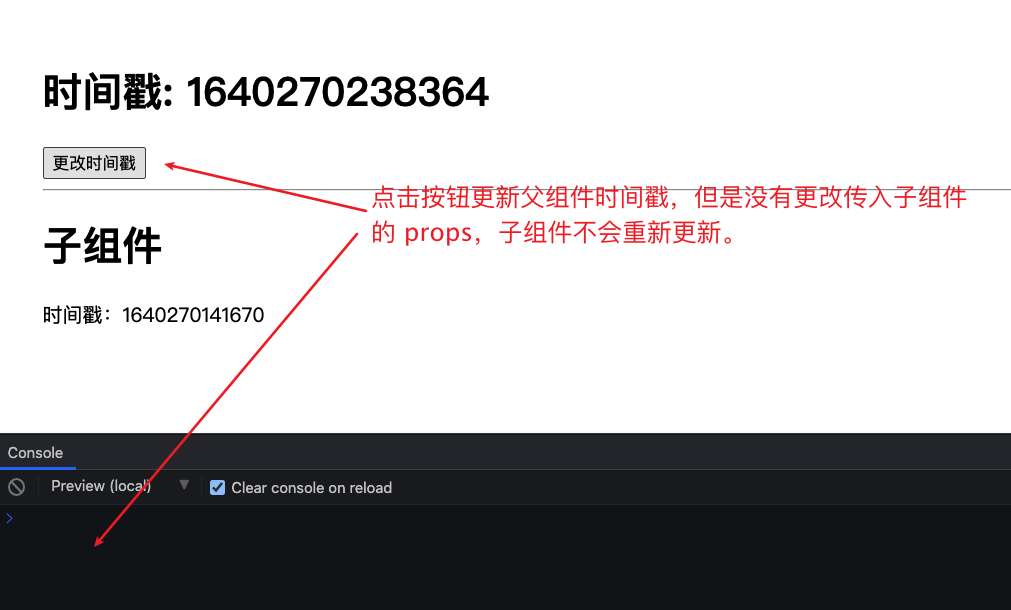 时间戳: 1640270238364
更改时间戳
点击按钮更新父组件时间戳，但是没有更改传入子组件
的 props，子组件不会重新更新。
子组件
时间戳：1640270141670
Console
Preview (local)
Clear console on reload